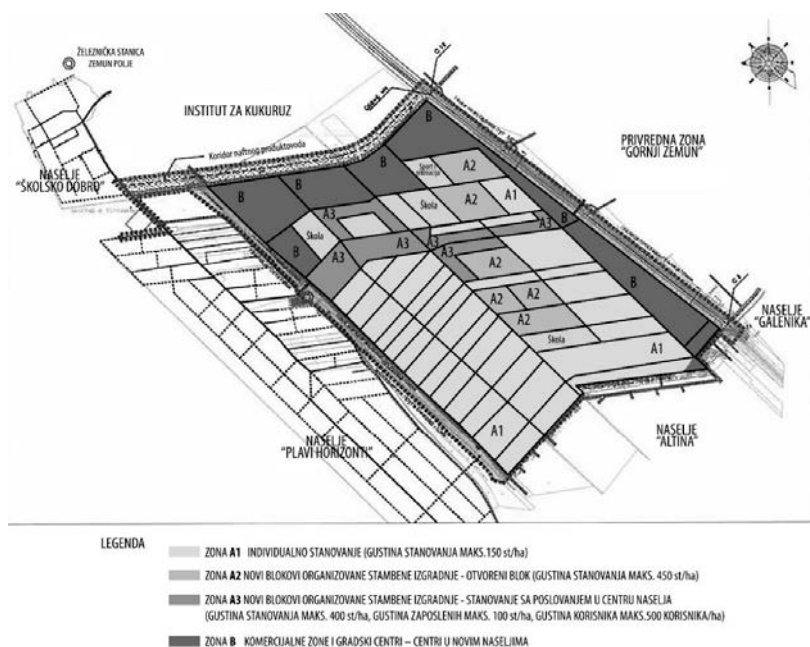 ŽELEZNIČKA STANICA
ZEMUN POLJE
INSTITUT ZA KUKURUZ
Koridor naftnog produktovoda
PRIVREDNA ZONA
"GORNJI ZEMUN"
NASELJE
"ŠKOLSKO DOBRO"
B
B
A2
B
B
Škola
A2
A1
B
A3
Škola
A3
A3
B
A3
B
A3
A3
A2
B
A2
A2
A2
Škola
A1
A1
NASELJE
"GALENIKA"
NASELJE
"ALTINA"
NASELJE
"PLAVI HORIZONTI"
LEGENDA
ZONA A1 INDIVIDUALNO STANOVANJE (GUSTINA STANOVANJA MAKS.150 st/ha)
ZONA A2 NOVI BLOKOVI ORGANIZOVANE STAMBENE IZGRADNJE - OTVORENI BLOK (GUSTINA STANOVANJA MAKS. 450 st/ha)
ZONA A3 NOVI BLOKOVI ORGANIZOVANE STAMBENE IZGRADNJE - STANOVANJE SA POSLOVANJEM U CENTRU NASELJA
(GUSTINA STANOVANJA MAKS. 400 st/ha, GUSTINA ZAPOSLENIH MAKS. 100 st/ha, GUSTINA KORISNIKA MAKS.500 KORISNIKA/ha)
ZONA B KOMERCIJALNE ZONE I GRADSKI CENTRI – CENTRI U NOVIM NASELJIMA